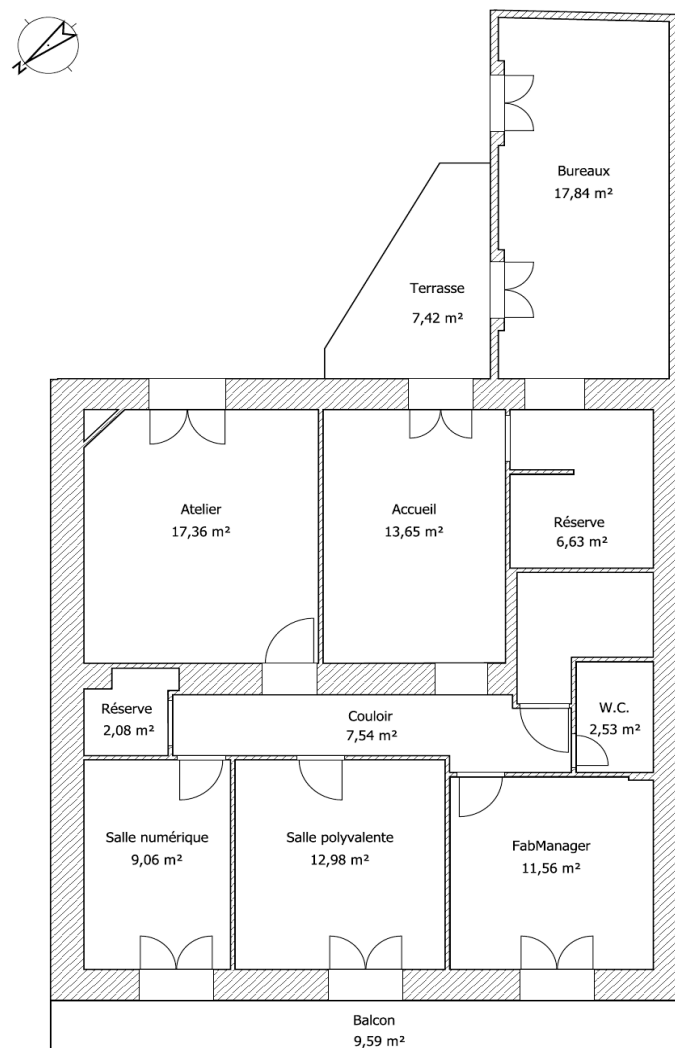 N
Bureaux
17,84 m²
Terrasse
7,42 m²
Atelier
17,36 m²
Accueil
13,65 m²
Réserve
6,63 m²
Réserve
2,08 m²
Couloir
7,54 m²
W.C.
2,53 m²
Salle numérique
9,06 m²
Salle polyvalente
12,98 m²
FabManager
11,56 m²
Balcon
9,59 m²